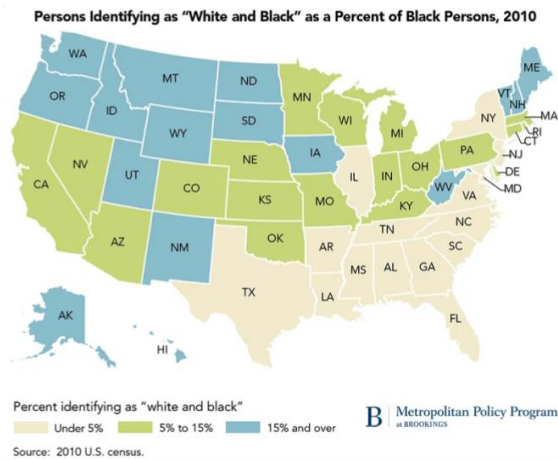 Persons Identifying as "White and Black" as a Percent of Black Persons, 2010
WA
MT
ND
MN
ME
VT
NH
OR
ID
SD
WI
MI
NY
MA
RI
CT
WY
IA
PA
NJ
NV
UT
NE
IL
IN
OH
DE
MD
CA
CO
KS
MO
WV
VA
KY
AZ
NM
OK
AR
TN
NC
SC
TX
LA
MS
AL
GA
FL
AK
HI
Percent identifying as "white and black"
Under 5%
5% to 15%
15% and over
B
Metropolitan Policy Program
at BROOKINGS
Source: 2010 U.S. census.